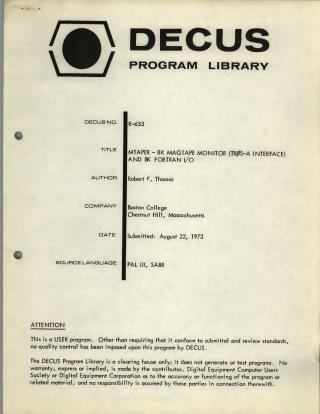 DECUS
PROGRAM LIBRARY
DECUS NO. 8-653
TITLE MTAPER - 8K MAGTAPE MONITOR (TRØ5-A INTERFACE)
AND 8K FORTRAN I/O
AUTHOR Robert F. Thomas
COMPANY Boston College
Chestnut Hill, Massachusetts
DATE Submitted: August 22, 1973
SOURCE LANGUAGE PAL III, SABR
ATTENTION
This is a USER program. Other than requiring that it conform to submittal and review standards,
no quality control has been imposed upon this program by DECUS.
The DECUS Program Library is a clearing house only; it does not generate or test programs. No
warranty, express or implied, is made by the contributor, Digital Equipment Computer Users
Society or Digital Equipment Corporation as to the accuracy or functioning of the program or
related material, and no responsibility is assumed by these parties in connection therewith.